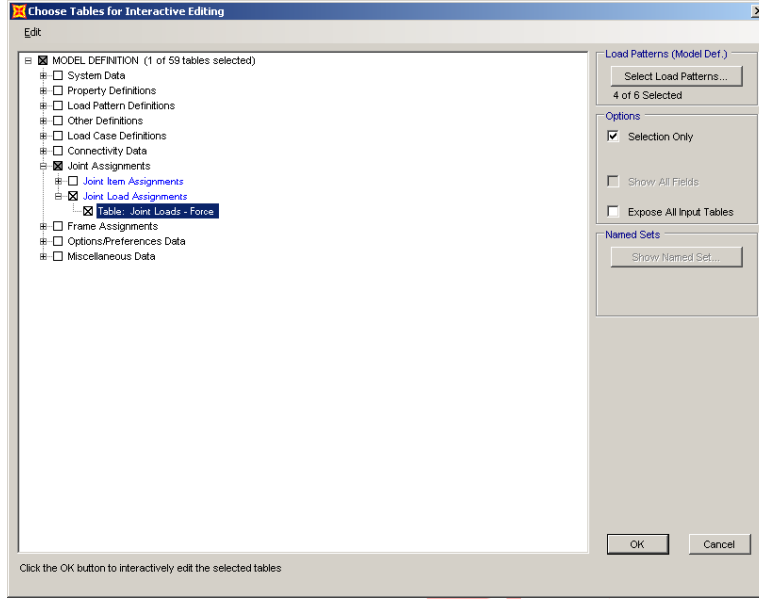 Choose Tables for Interactive Editing
Edit
MODEL DEFINITION (1 of 59 tables selected)
System Data
Property Definitions
Load Pattern Definitions
Other Definitions
Load Case Definitions
Connectivity Data
Joint Assignments
Joint Item Assignments
Joint Load Assignments
Table: Joint Loads - Force
Frame Assignments
Options/Preferences Data
Miscellaneous Data
Load Patterns (Model Def.)
Select Load Patterns...
4 of 6 Selected
Options
Selection Only
Show All Fields
Expose All Input Tables
Named Sets
Show Named Set...
OK
Cancel
Click the OK button to interactively edit the selected tables